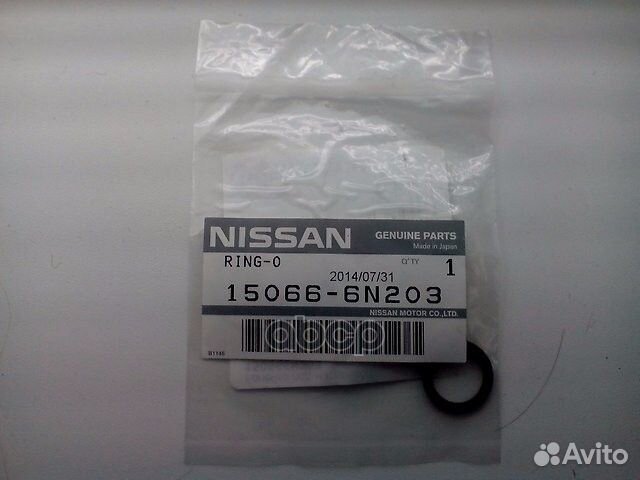 NISSAN
GENUINE PARTS
Made in Japan
RING-O
Q'TY
1
2014/07/31
15066-6N203
NISSAN MOTOR CO.,LTD.
abcp
B1145
Avito